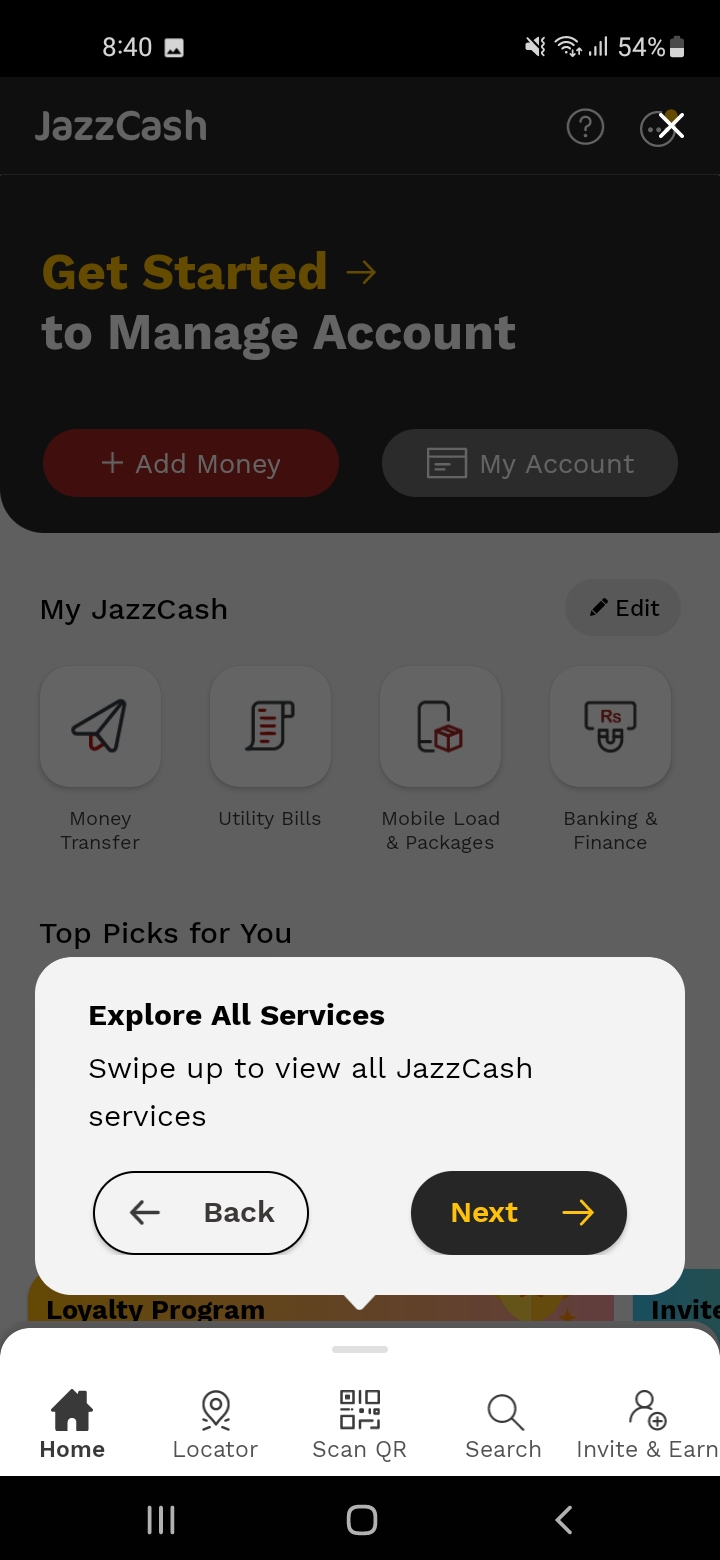 8:40
54%
JazzCash
Get Started
to Manage Account
+ Add Money
My Account
My JazzCash
Edit
Rs
Money
Transfer
Utility Bills
Mobile Load
& Packages
Banking &
Finance
Top Picks for You
Explore All Services
Swipe up to view all JazzCash
services
Back
Next
Loyalty Program
Invite
Home
Locator
Scan QR
Search
Invite & Earn